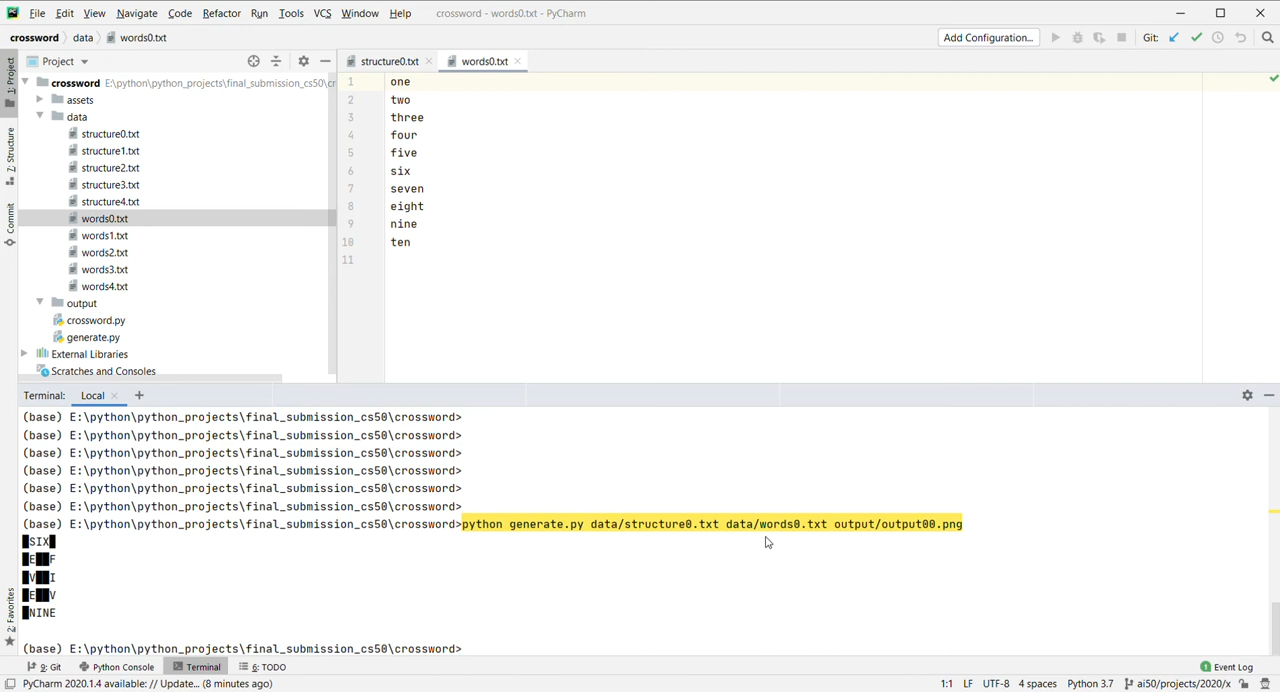 File Edit View Navigate Code Refactor Run Tools VCS Window Help crossword - words0.txt - PyCharm
crossword data words0.txt Add Configuration... Git:
1: Project
7: Structure
Commit
2: Favorites
Project
crossword E:\python\python_projects\final_submission_cs50\cr
assets
data
structure0.txt
structure1.txt
structure2.txt
structure3.txt
structure4.txt
words0.txt
words1.txt
words2.txt
words3.txt
words4.txt
output
crossword.py
generate.py
External Libraries
Scratches and Consoles
structure0.txt words0.txt
1 one
2 two
3 three
4 four
5 five
6 six
7 seven
8 eight
9 nine
10 ten
11
Terminal: Local +
(base) E:\python\python_projects\final_submission_cs50\crossword>
(base) E:\python\python_projects\final_submission_cs50\crossword>
(base) E:\python\python_projects\final_submission_cs50\crossword>
(base) E:\python\python_projects\final_submission_cs50\crossword>
(base) E:\python\python_projects\final_submission_cs50\crossword>
(base) E:\python\python_projects\final_submission_cs50\crossword>
(base) E:\python\python_projects\final_submission_cs50\crossword>python generate.py data/structure0.txt data/words0.txt output/output00.png
█SIX█
█E██F
█V██I
█E██V
█NINE
(base) E:\python\python_projects\final_submission_cs50\crossword>
9: Git Python Console Terminal 6: TODO 1 Event Log
PyCharm 2020.1.4 available: // Update... (8 minutes ago) 1:1 LF UTF-8 4 spaces Python 3.7 ai50/projects/2020/x